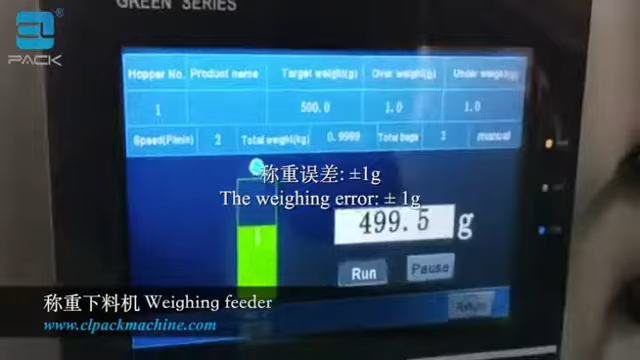 GREEN SERIES
PACK
Hopper No. Product name Target weight(g) Over weight(g) Under weight(g)
1 500.0 1.0 1.0
Speed(P/min) 2 Total weight(kg) 0.9999 Total bags manual
称重误差: ±1g
The weighing error: ± 1g
499.5 g
Run Pause
称重下料机 Weighing feeder
www.clpackmachine.com